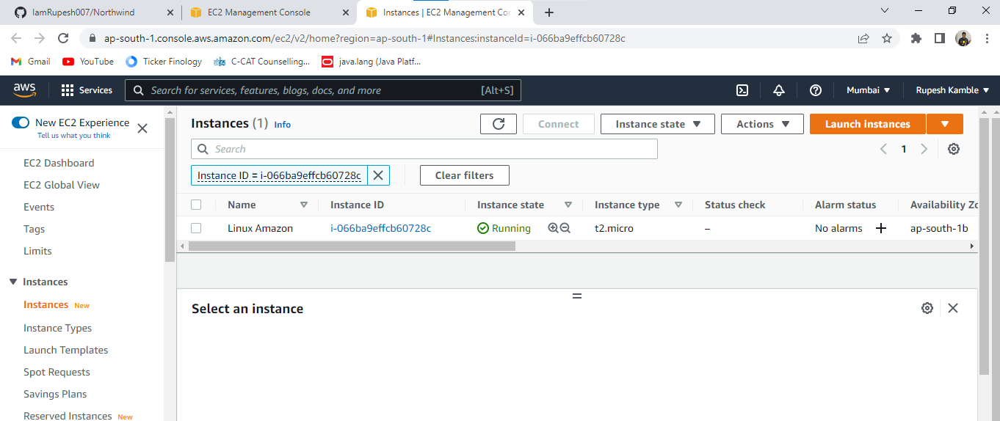 IamRupesh007/Northwind
EC2 Management Console
Instances | EC2 Management Cor
ap-south-1.console.aws.amazon.com/ec2/v2/home?region=ap-south-1#Instances:instanceId=i-066ba9effcb60728c
Gmail YouTube Ticker Finology C-CAT Counselling... java.lang (Java Platf...
aws Services Search for services, features, blogs, docs, and more [Alt+S] Mumbai Rupesh Kamble
New EC2 Experience
Tell us what you think
EC2 Dashboard
EC2 Global View
Events
Tags
Limits
Instances
Instances New
Instance Types
Launch Templates
Spot Requests
Savings Plans
Reserved Instances New
Instances (1) Info Connect Instance state Actions Launch instances
Search 1
Instance ID = i-066ba9effcb60728c Clear filters
Name Instance ID Instance state Instance type Status check Alarm status Availability Zo
Linux Amazon i-066ba9effcb60728c Running t2.micro – No alarms + ap-south-1b
Select an instance